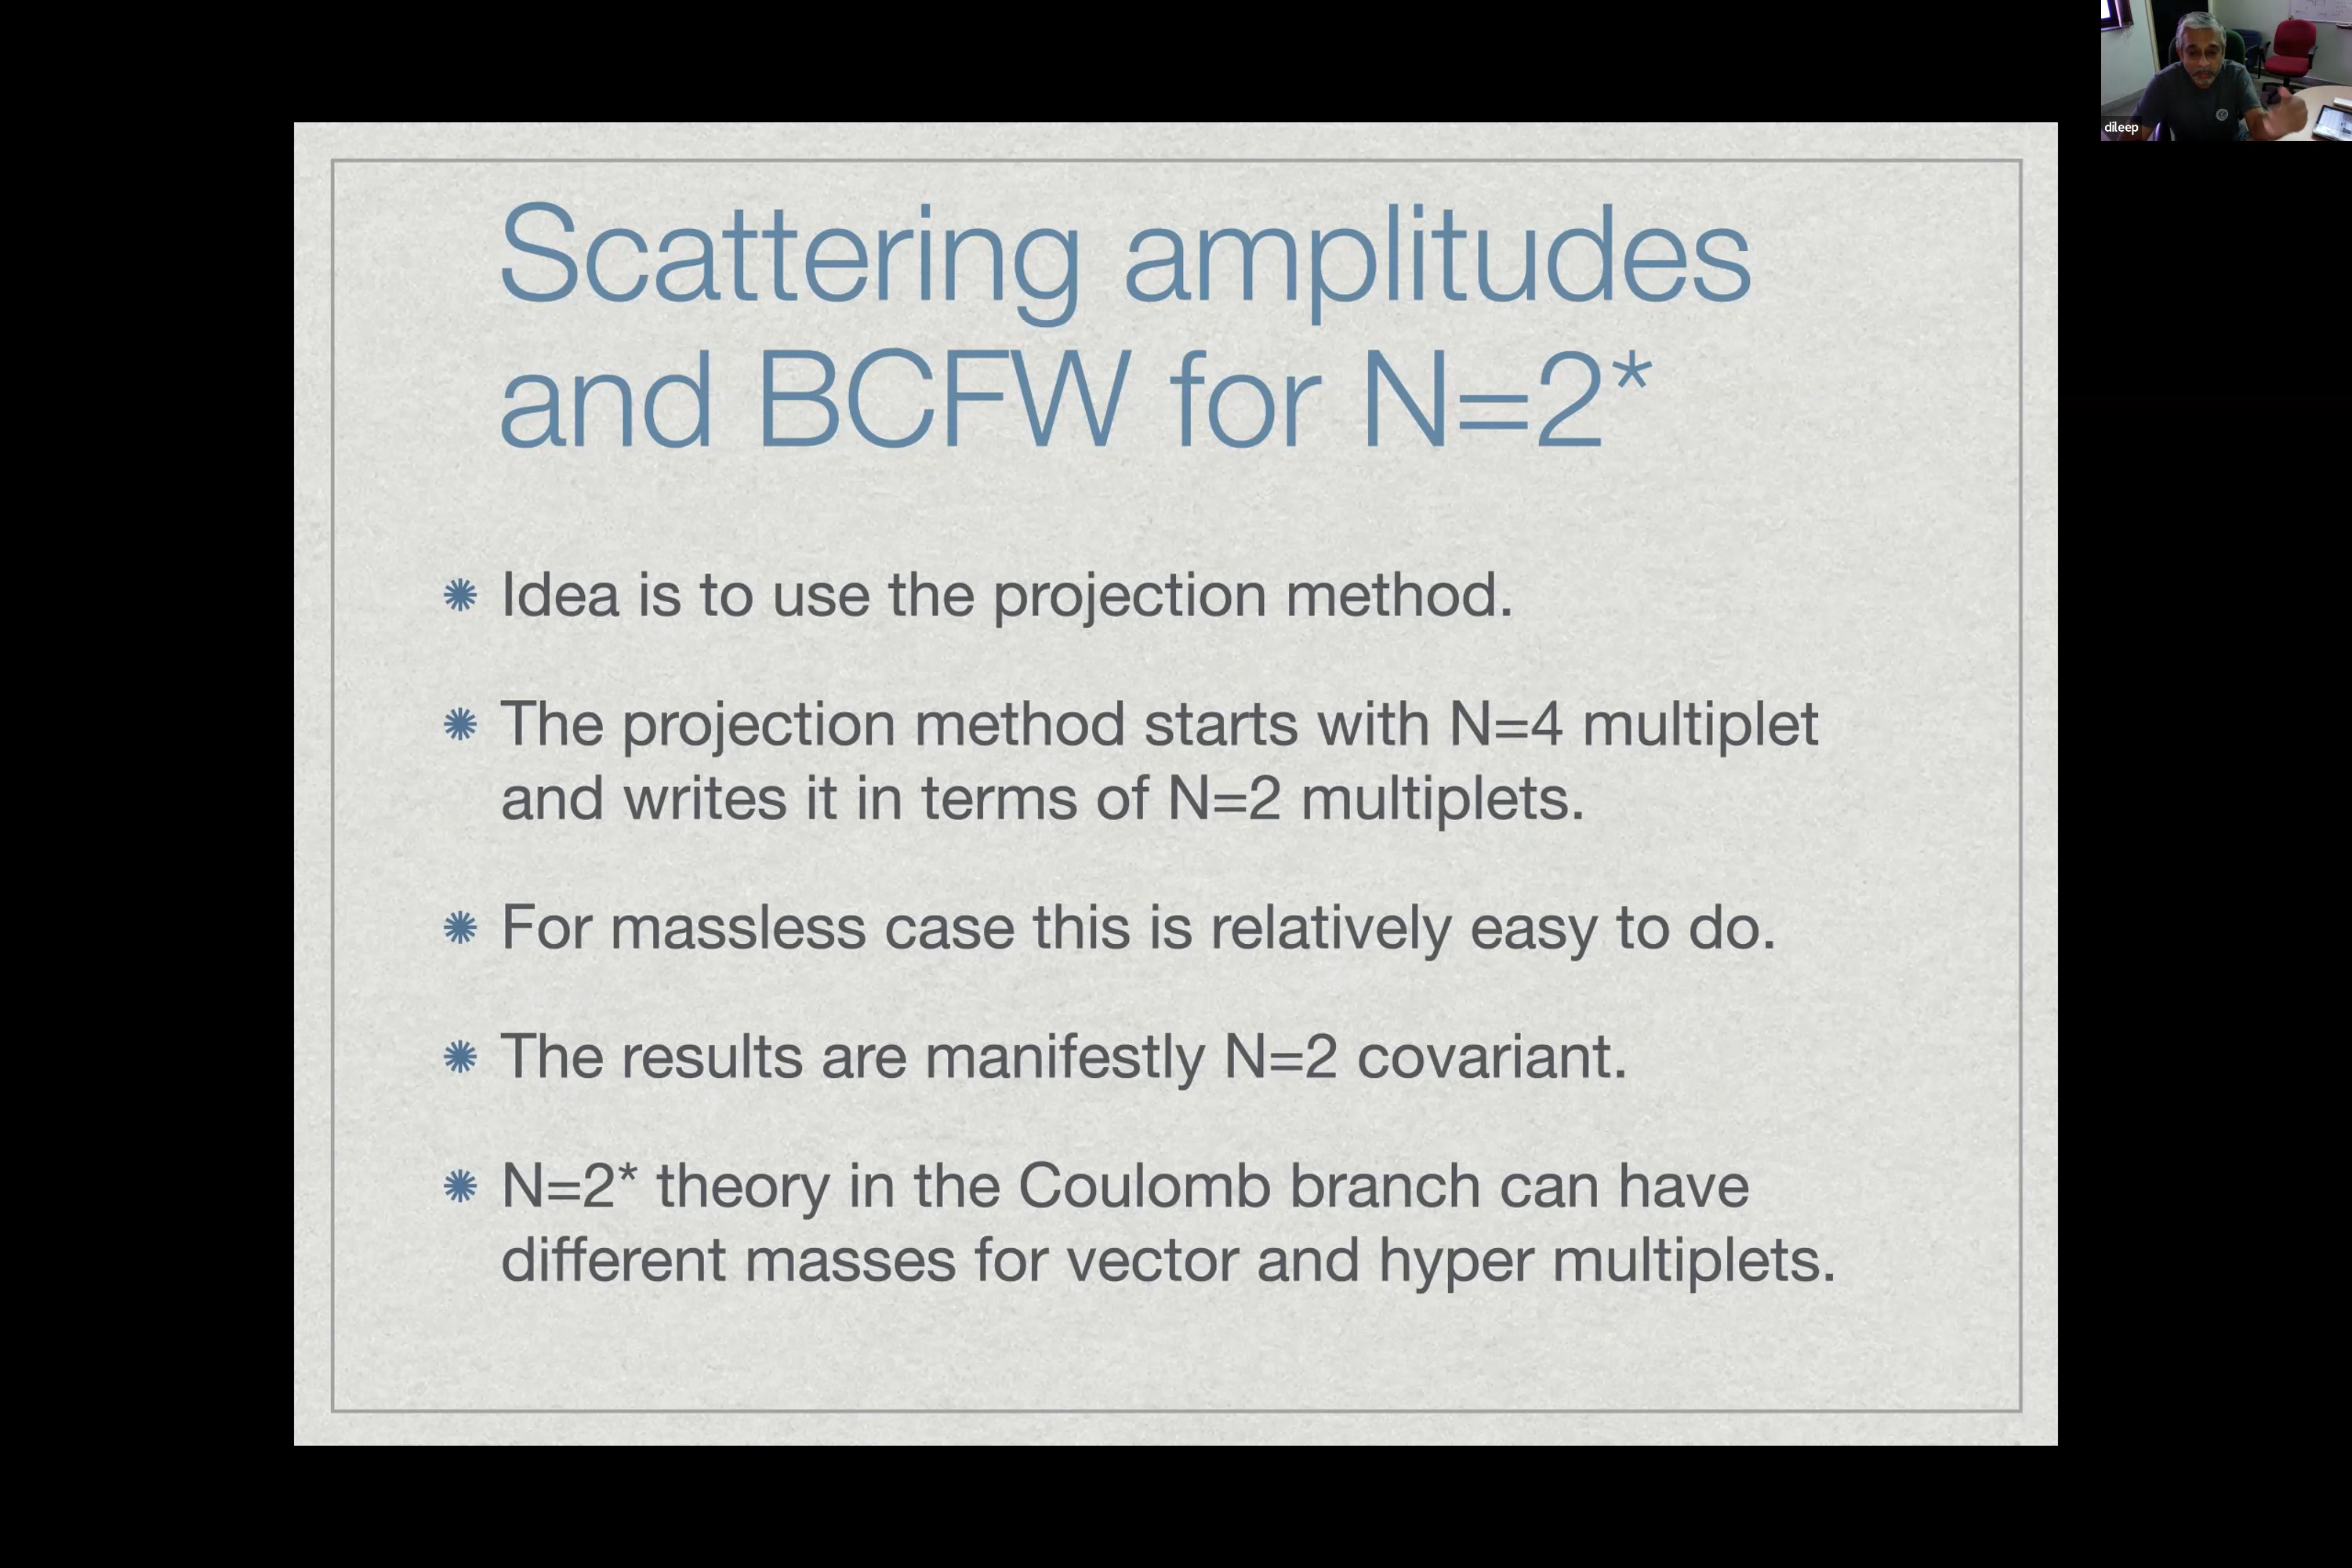 Scattering amplitudes
and BCFW for N=2*
Idea is to use the projection method.
The projection method starts with N=4 multiplet
and writes it in terms of N=2 multiplets.
For massless case this is relatively easy to do.
The results are manifestly N=2 covariant.
N=2* theory in the Coulomb branch can have
different masses for vector and hyper multiplets.
dileep